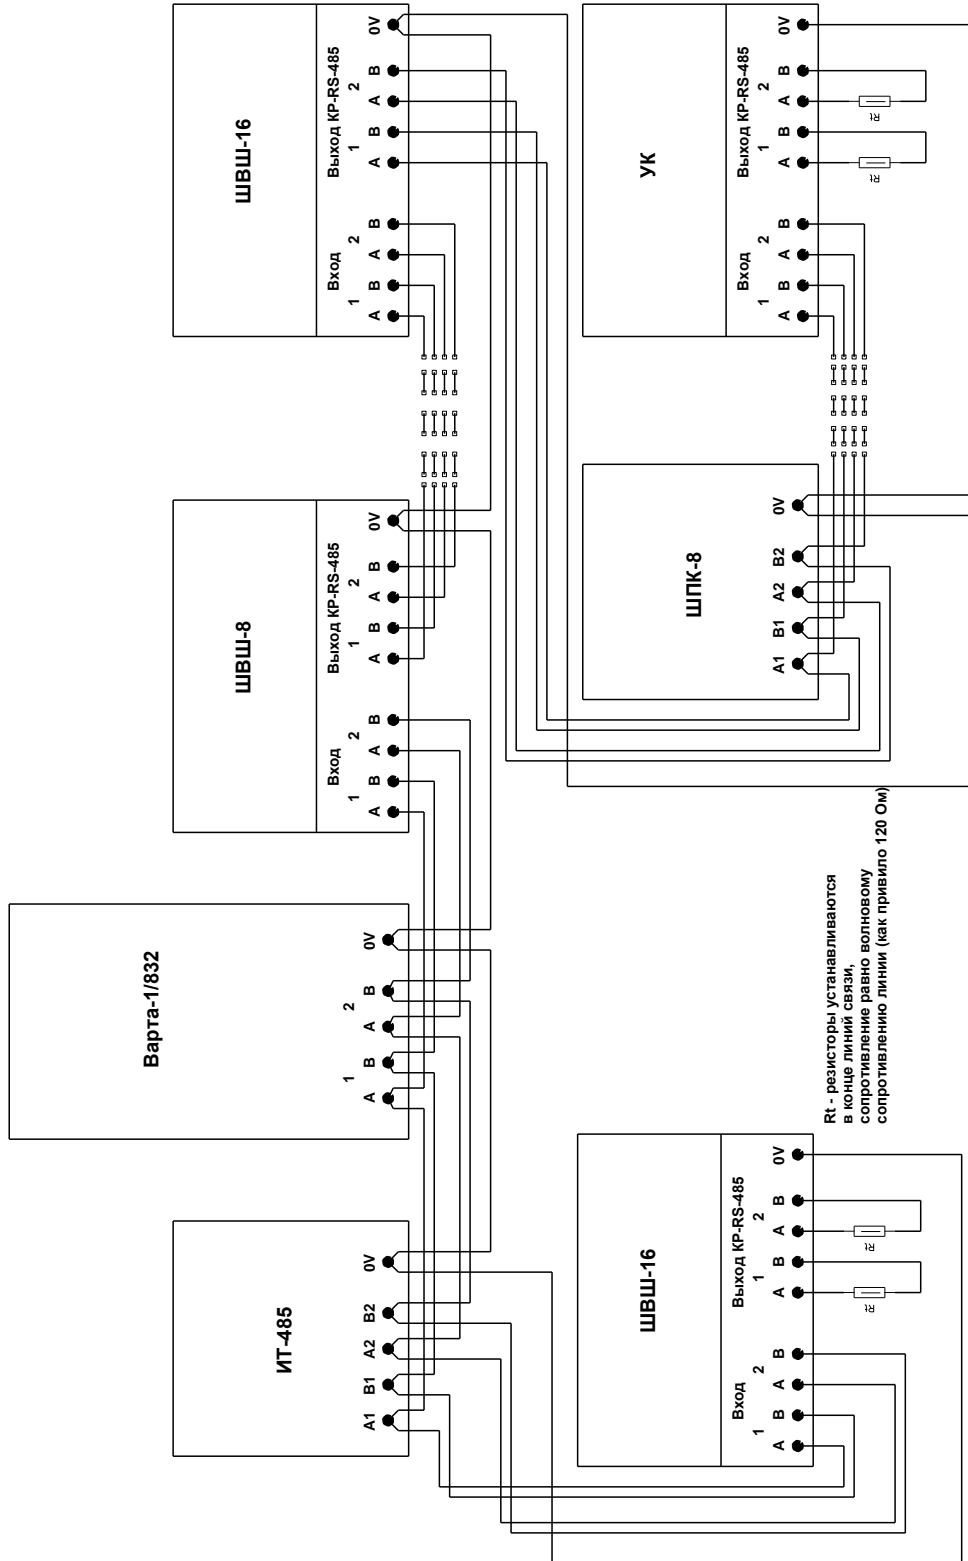 ИТ-485
A1 B1 A2 B2 0V
Варта-1/832
1 2
A B A B 0V
ШВШ-8
Вход Выход КР-RS-485
1 2 1 2
A B A B A B A B 0V
ШВШ-16
Вход Выход КР-RS-485
1 2 1 2
A B A B A B A B 0V
ШВШ-16
Вход Выход КР-RS-485
1 2 1 2
A B A B A B A B 0V
Rt Rt
Rt - резисторы устанавливаются
в конце линий связи,
сопротивление равно волновому
сопротивлению линии (как привило 120 Ом)
ШПК-8
A1 B1 A2 B2 0V
УК
Вход Выход КР-RS-485
1 2 1 2
A B A B A B A B 0V
Rt Rt